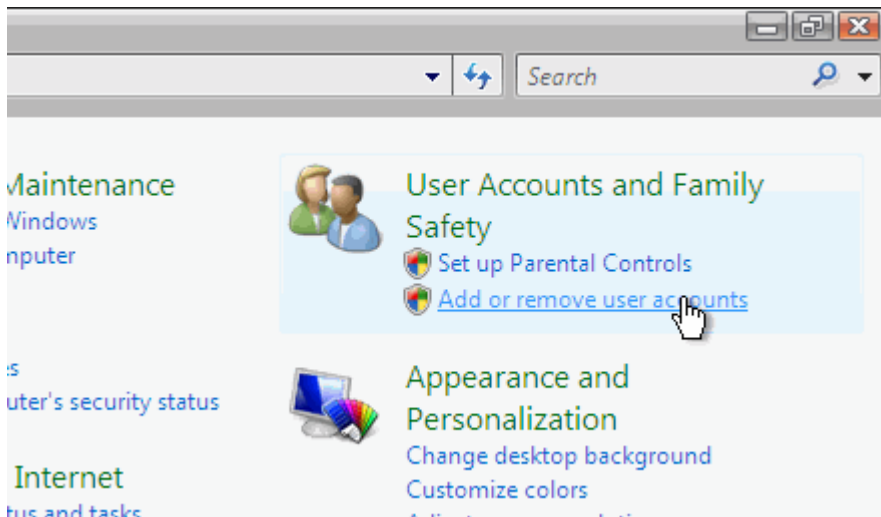 Search
Maintenance
Windows
mputer
es
uter's security status
Internet
tus and tasks
User Accounts and Family
Safety
Set up Parental Controls
Add or remove user accounts
Appearance and
Personalization
Change desktop background
Customize colors